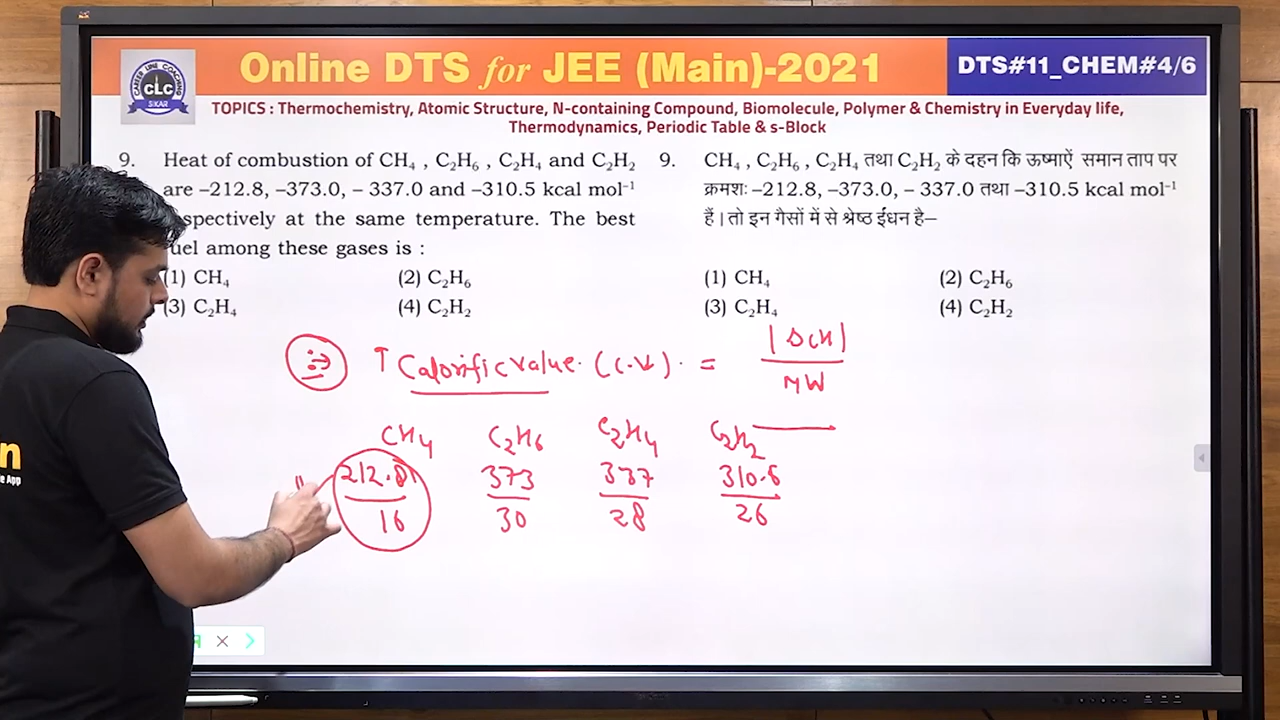 CAREER LINE COACHING
CLC
SIKAR
Online DTS for JEE (Main)-2021
DTS#11_CHEM#4/6
TOPICS : Thermochemistry, Atomic Structure, N-containing Compound, Biomolecule, Polymer & Chemistry in Everyday life,
Thermodynamics, Periodic Table & s-Block
9. Heat of combustion of CH₄ , C₂H₆ , C₂H₄ and C₂H₂
are –212.8, –373.0, – 337.0 and –310.5 kcal mol⁻¹
espectively at the same temperature. The best
uel among these gases is :
(1) CH₄ (2) C₂H₆
(3) C₂H₄ (4) C₂H₂
9. CH₄ , C₂H₆ , C₂H₄ तथा C₂H₂ के दहन कि ऊष्माऐं समान ताप पर
क्रमशः –212.8, –373.0, – 337.0 तथा –310.5 kcal mol⁻¹
हैं। तो इन गैसों में से श्रेष्ठ ईंधन है–
(1) CH₄ (2) C₂H₆
(3) C₂H₄ (4) C₂H₂
↑ Calorific value. (C.V.) = |ΔCH|
MW
CH₄ C₂H₆ C₂H₄ C₂H₂
212.8 373 337 310.5
16 30 28 26
n
e App